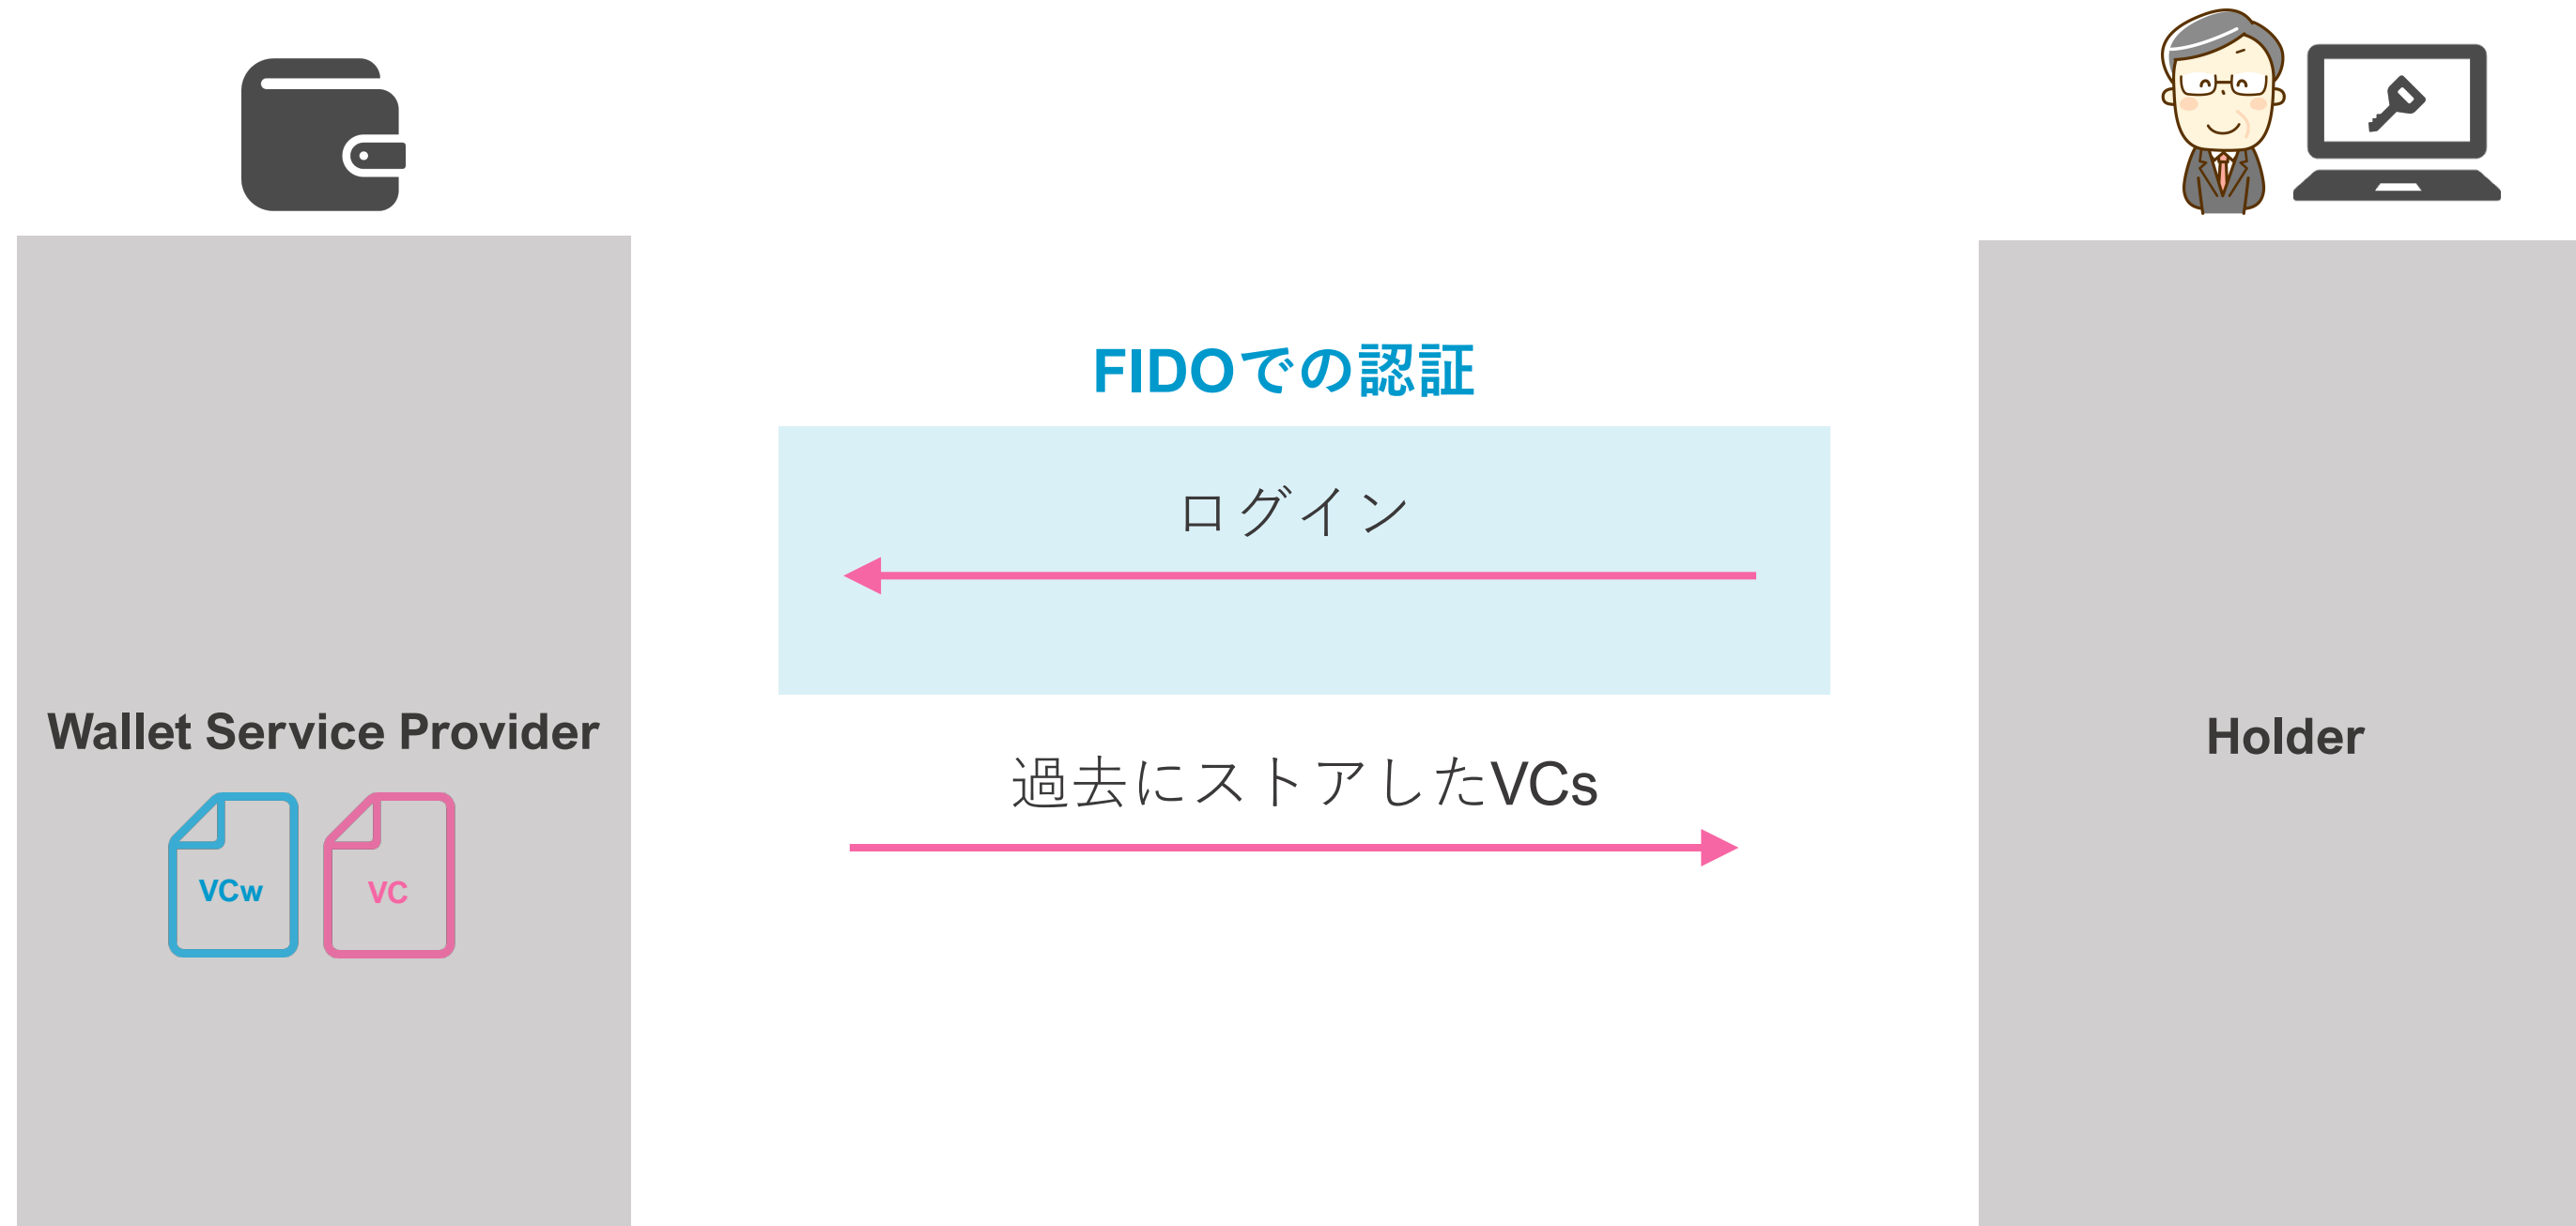 FIDOでの認証
ログイン
Wallet Service Provider
Holder
過去にストアしたVCs
VCw
VC